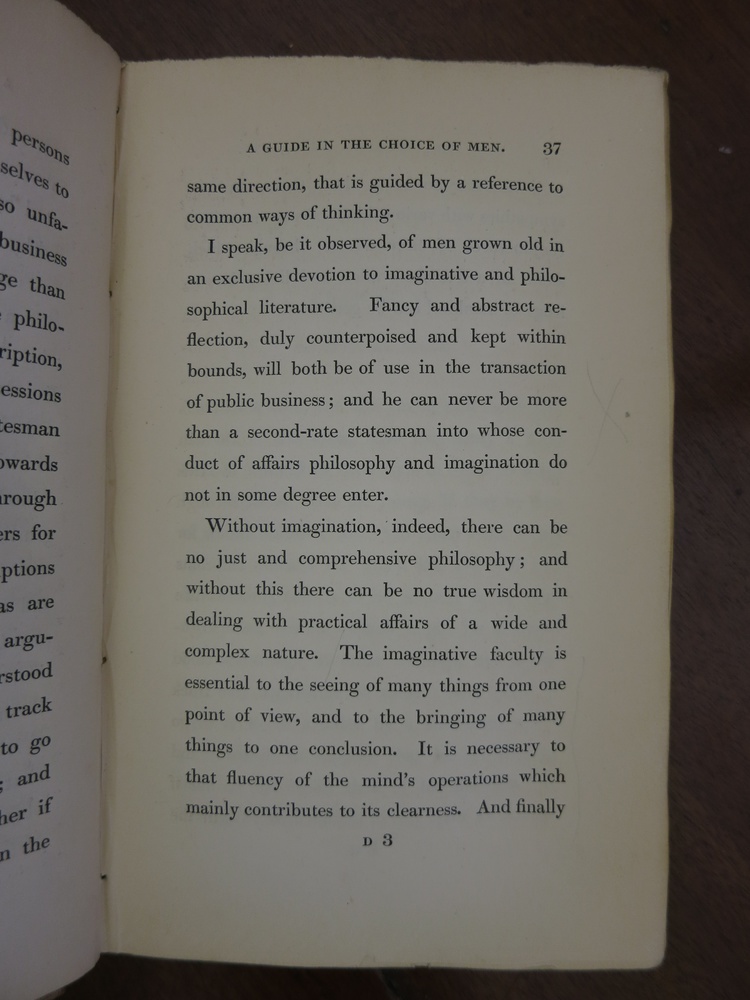 persons
selves to
so unfa-
business
ge than
philo-
ription,
essions
tesman
owards
hrough
ers for
ptions
as are
argu-
rstood
track
to go
; and
her if
n the
A GUIDE IN THE CHOICE OF MEN. 37
same direction, that is guided by a reference to
common ways of thinking.
I speak, be it observed, of men grown old in
an exclusive devotion to imaginative and philo-
sophical literature. Fancy and abstract re-
flection, duly counterpoised and kept within
bounds, will both be of use in the transaction
of public business; and he can never be more
than a second-rate statesman into whose con-
duct of affairs philosophy and imagination do
not in some degree enter.
Without imagination, indeed, there can be
no just and comprehensive philosophy; and
without this there can be no true wisdom in
dealing with practical affairs of a wide and
complex nature. The imaginative faculty is
essential to the seeing of many things from one
point of view, and to the bringing of many
things to one conclusion. It is necessary to
that fluency of the mind's operations which
mainly contributes to its clearness. And finally
D 3